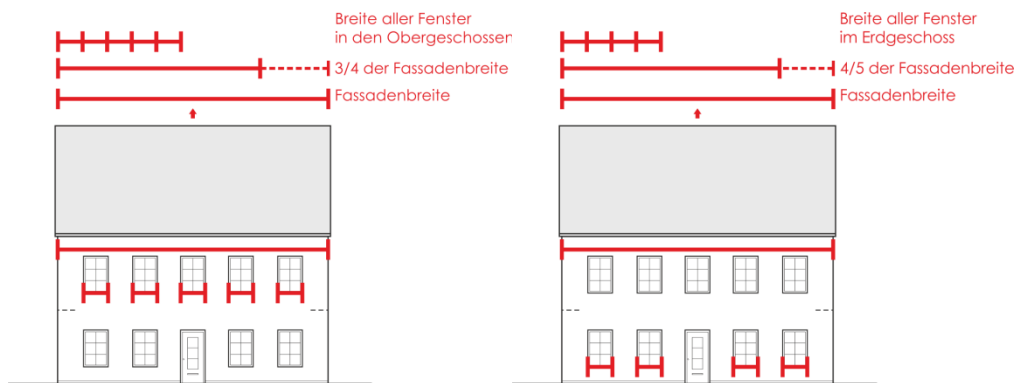 Breite aller Fenster
in den Obergeschossen
3/4 der Fassadenbreite
Fassadenbreite
Breite aller Fenster
im Erdgeschoss
4/5 der Fassadenbreite
Fassadenbreite